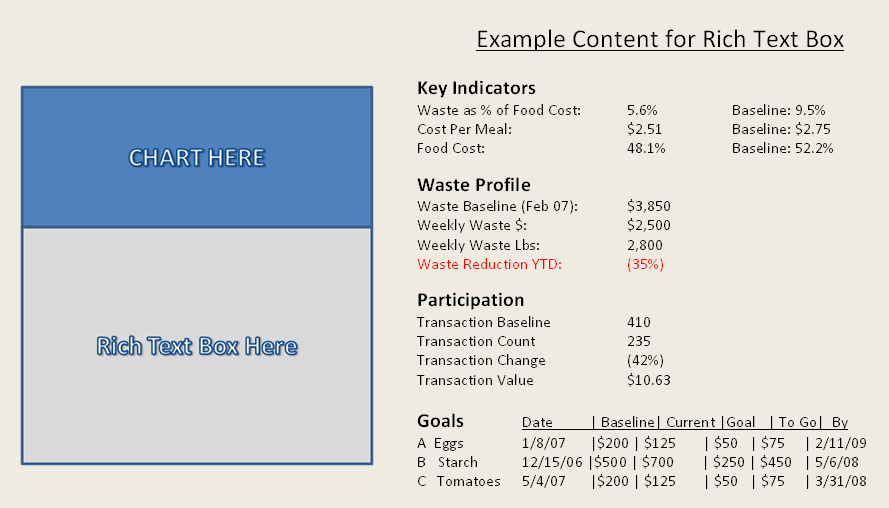 Example Content for Rich Text Box
CHART HERE
Rich Text Box Here
Key Indicators
Waste as % of Food Cost: 5.6% Baseline: 9.5%
Cost Per Meal: $2.51 Baseline: $2.75
Food Cost: 48.1% Baseline: 52.2%
Waste Profile
Waste Baseline (Feb 07): $3,850
Weekly Waste $: $2,500
Weekly Waste Lbs: 2,800
Waste Reduction YTD: (35%)
Participation
Transaction Baseline 410
Transaction Count 235
Transaction Change (42%)
Transaction Value $10.63
Goals Date | Baseline| Current |Goal | To Go| By
A Eggs 1/8/07 |$200 | $125 | $50 | $75 | 2/11/09
B Starch 12/15/06 |$500 | $700 | $250 | $450 | 5/6/08
C Tomatoes 5/4/07 |$200 | $125 | $50 | $75 | 3/31/08